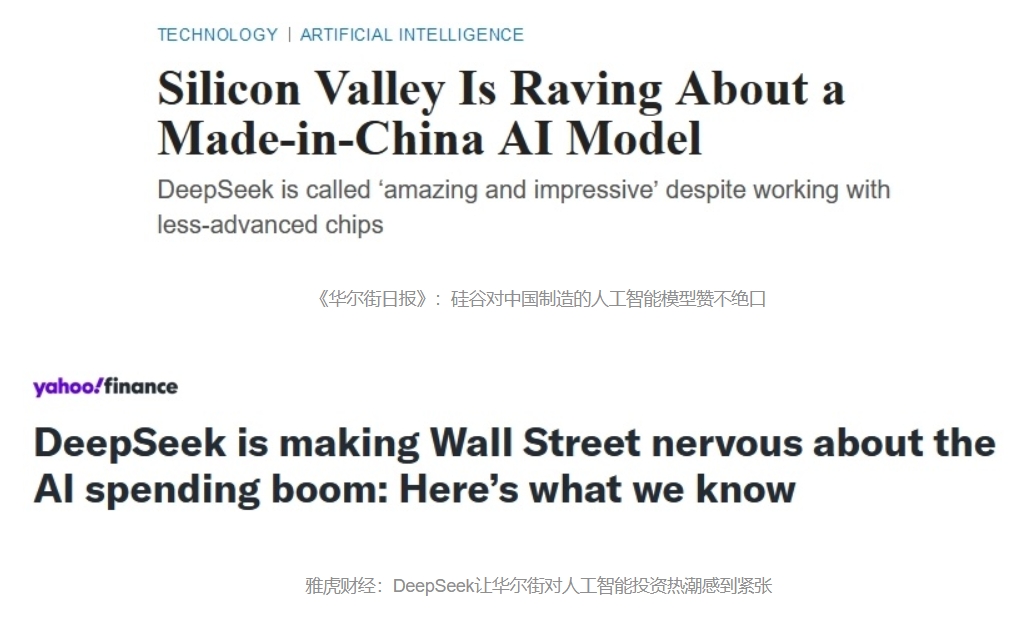 TECHNOLOGY | ARTIFICIAL INTELLIGENCE
Silicon Valley Is Raving About a
Made-in-China AI Model
DeepSeek is called ‘amazing and impressive’ despite working with
less-advanced chips
《华尔街日报》：硅谷对中国制造的人工智能模型赞不绝口
yahoo!finance
DeepSeek is making Wall Street nervous about the
AI spending boom: Here’s what we know
雅虎财经：DeepSeek让华尔街对人工智能投资热潮感到紧张